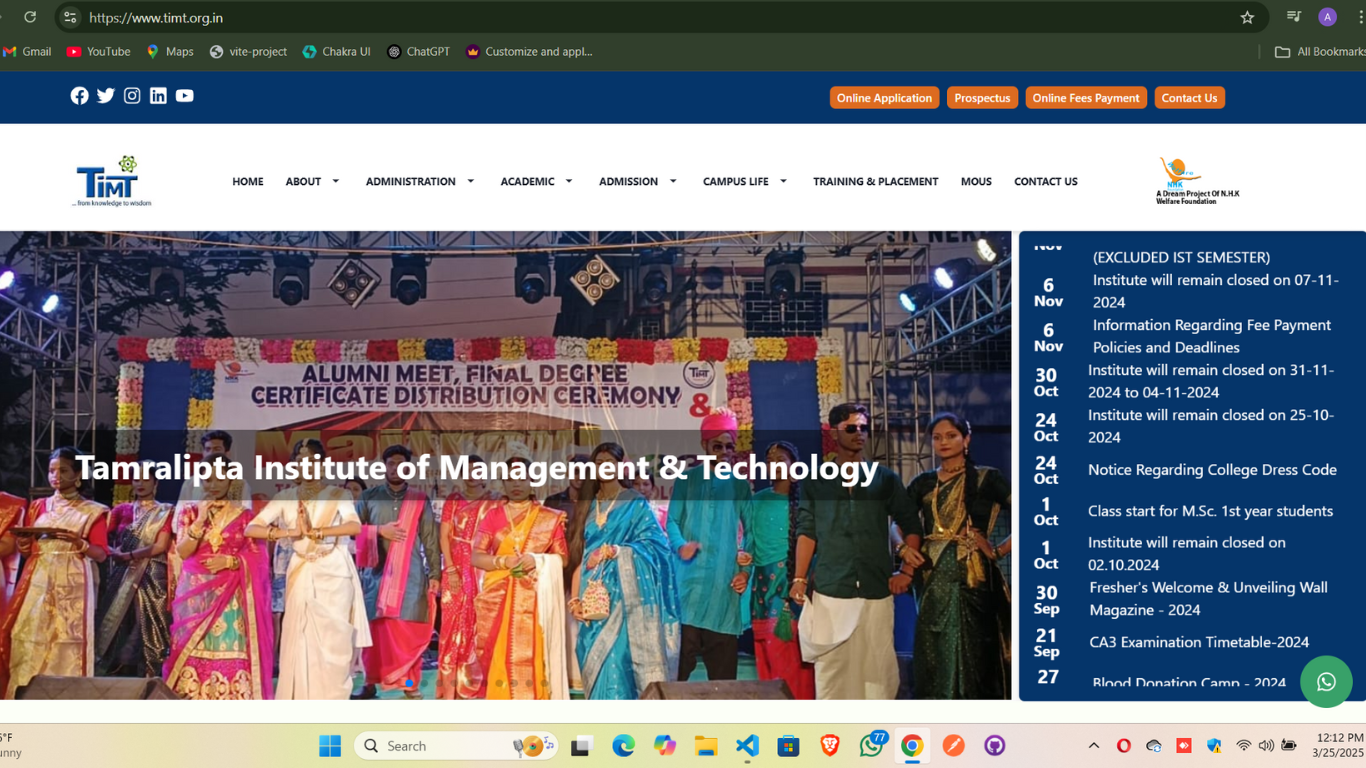 https://www.timt.org.in
A
Gmail
YouTube
Maps
vite-project
Chakra UI
ChatGPT
Customize and appl...
All Bookmarks
Online Application
Prospectus
Online Fees Payment
Contact Us
TiMT
... from knowledge to wisdom
HOME
ABOUT
ADMINISTRATION
ACADEMIC
ADMISSION
CAMPUS LIFE
TRAINING & PLACEMENT
MOUS
CONTACT US
NHK
A Dream Project Of N.H.K
Welfare Foundation
ALUMNI MEET, FINAL DEGREE
CERTIFICATE DISTRIBUTION CEREMONY
&
TiMT
Tamralipta Institute of Management & Technology
Nov
(EXCLUDED IST SEMESTER)
6
Nov
Institute will remain closed on 07-11-
2024
6
Nov
Information Regarding Fee Payment
Policies and Deadlines
30
Oct
Institute will remain closed on 31-11-
2024 to 04-11-2024
24
Oct
Institute will remain closed on 25-10-
2024
24
Oct
Notice Regarding College Dress Code
1
Oct
Class start for M.Sc. 1st year students
1
Oct
Institute will remain closed on
02.10.2024
30
Sep
Fresher's Welcome & Unveiling Wall
Magazine - 2024
21
Sep
CA3 Examination Timetable-2024
27
Blood Donation Camp - 2024
Search
77
12:12 PM
3/25/2025